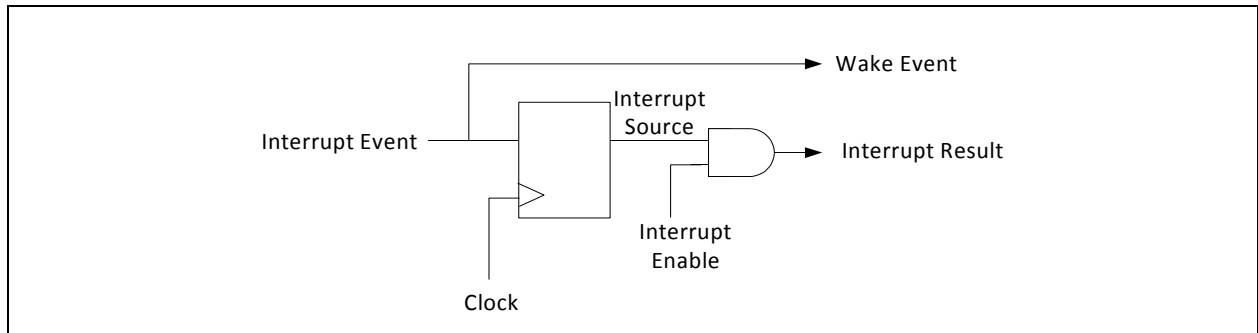 Wake Event
Interrupt
Source
Interrupt Event
Interrupt Result
Interrupt
Enable
Clock